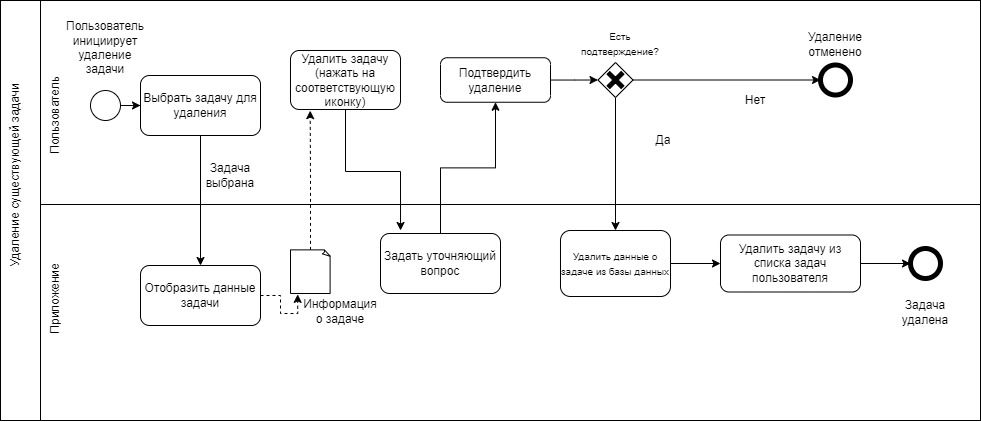 Удаление существующей задачи
Пользователь
Пользователь
инициирует
удаление
задачи
Выбрать задачу для
удаления
Задача
выбрана
Удалить задачу
(нажать на
соответствующую
иконку)
Подтвердить
удаление
Есть
подтверждение?
Удаление
отменено
Нет
Да
Приложение
Отобразить данные
задачи
Информация
о задаче
Задать уточняющий
вопрос
Удалить данные о
задаче из базы данных
Удалить задачу из
списка задач
пользователя
Задача
удалена